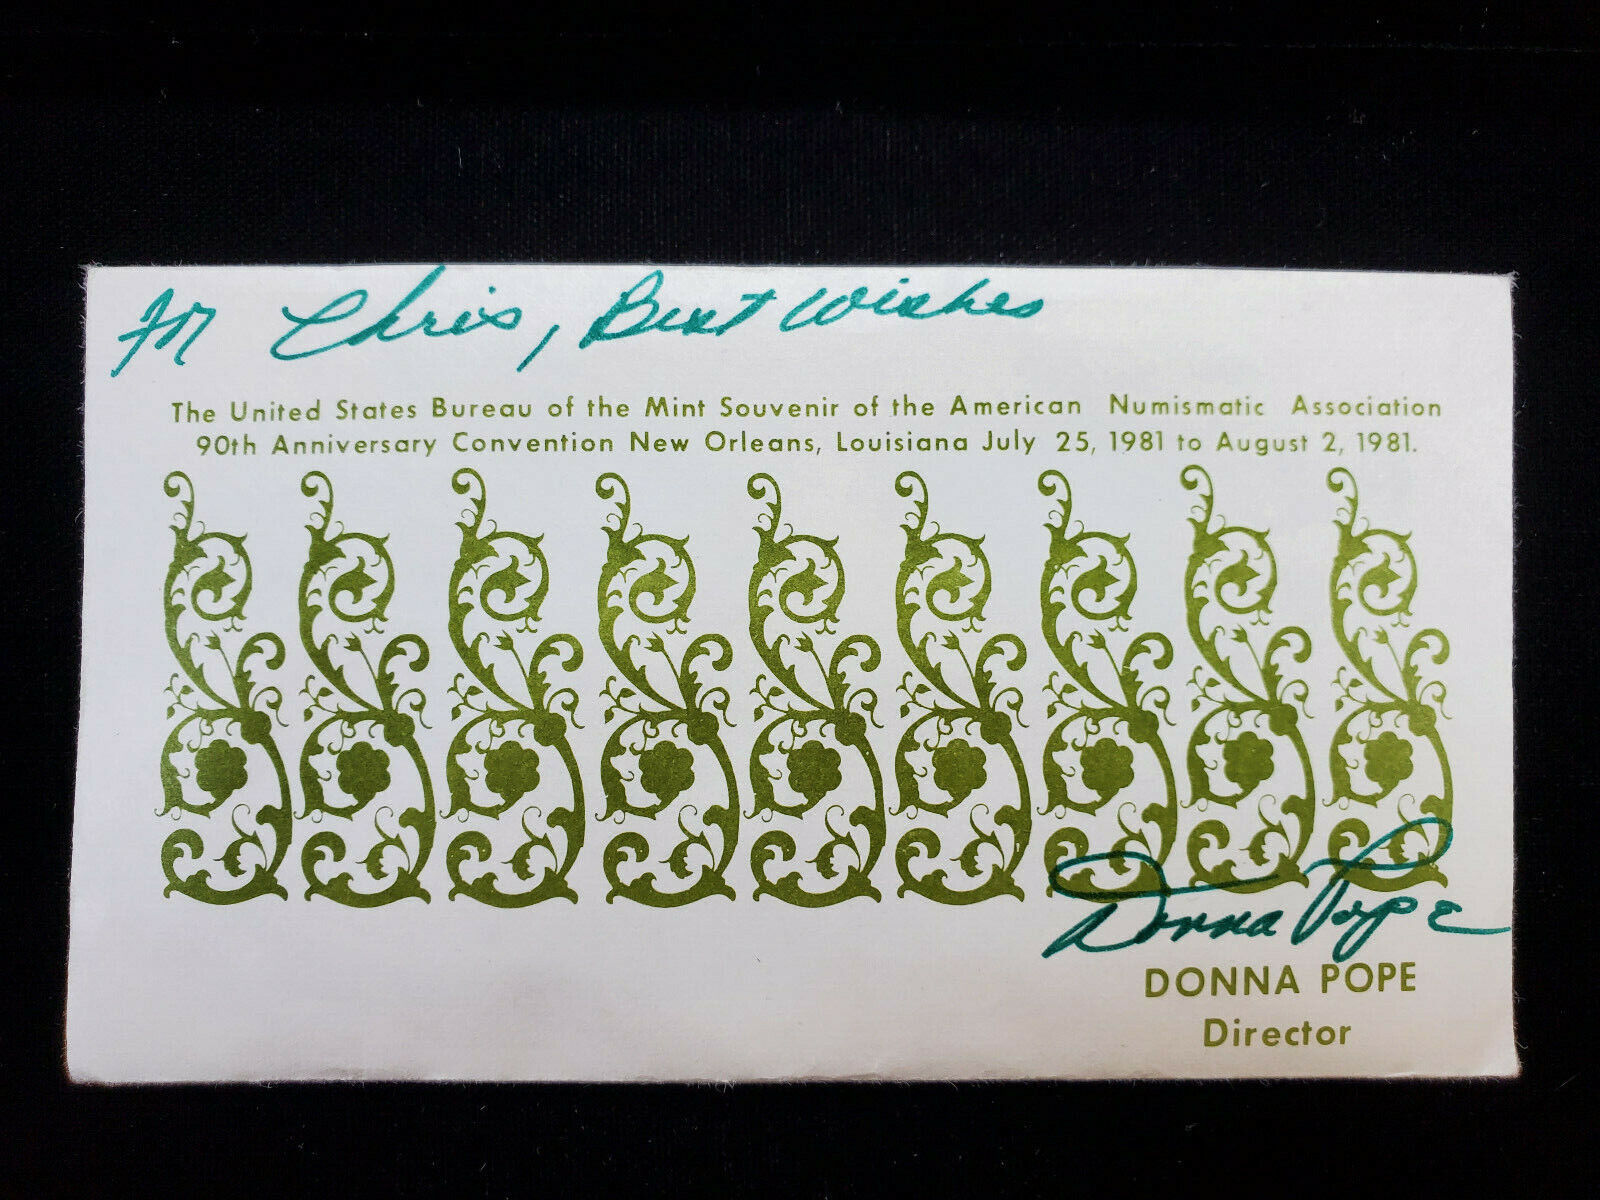 For Chris, Best Wishes
The United States Bureau of the Mint Souvenir of the American Numismatic Association
90th Anniversary Convention New Orleans, Louisiana July 25, 1981 to August 2, 1981.
Donna Pope
DONNA POPE
Director